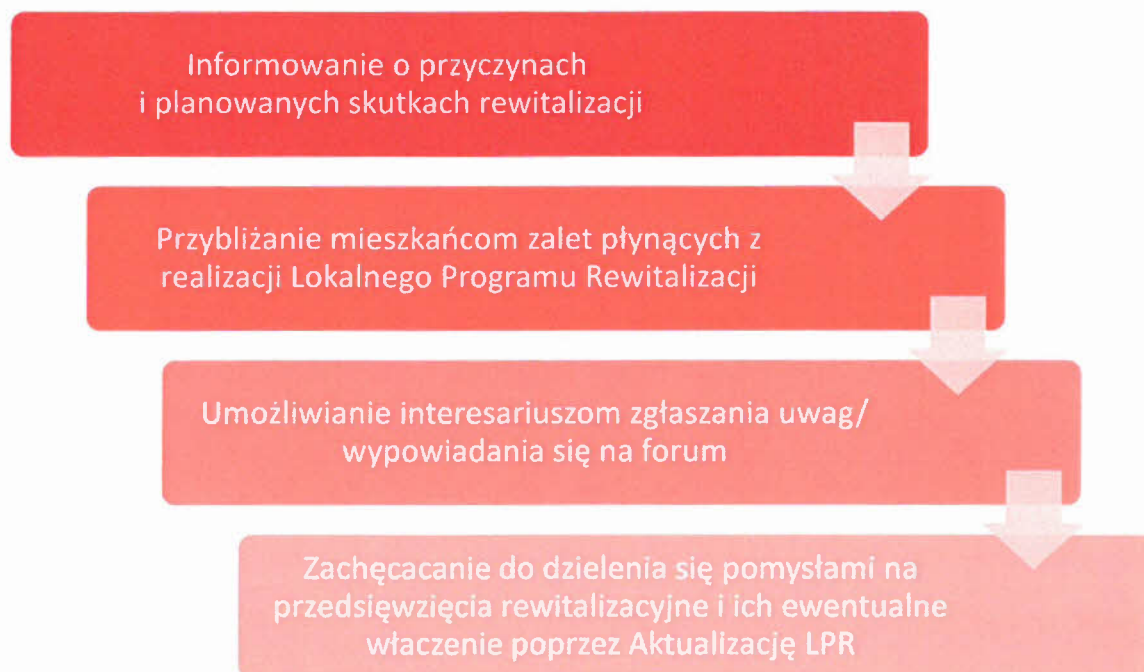 Informowanie o przyczynach
i planowanych skutkach rewitalizacji
Przybliżanie mieszkańcom zalet płynących z
realizacji Lokalnego Programu Rewitalizacji
Umożliwianie interesariuszom zgłaszania uwag/
wypowiadania się na forum
Zachęcacanie do dzielenia się pomysłami na
przedsięwzięcia rewitalizacyjne i ich ewentualne
właczenie poprzez Aktualizację LPR